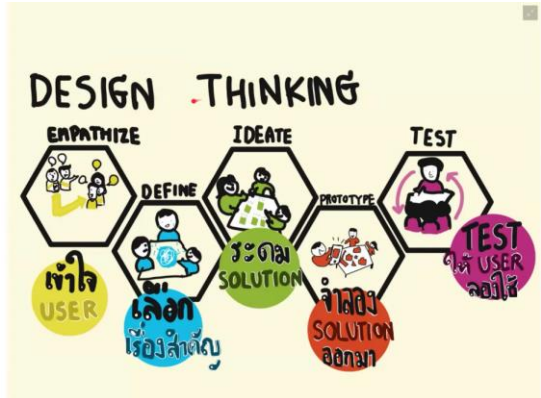 DESIGN THINKING
EMPATHIZE
เข้าใจ
USER
DEFINE
เลือก
เรื่องสำคัญ
IDEATE
ระดม
SOLUTION
PROTOTYPE
จำลอง
SOLUTION
ออกมา
TEST
TEST
ให้ USER
ลองใช้